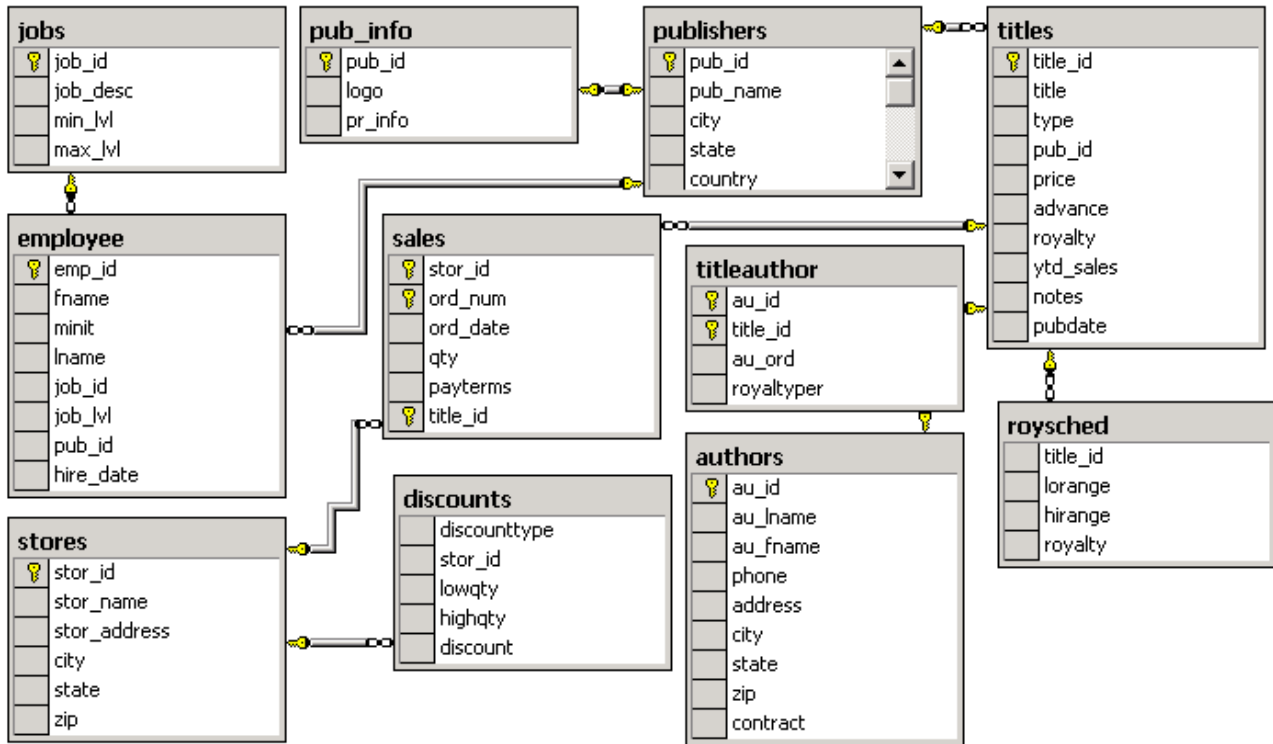 jobs
job_id
job_desc
min_lvl
max_lvl
pub_info
pub_id
logo
pr_info
publishers
pub_id
pub_name
city
state
country
titles
title_id
title
type
pub_id
price
advance
royalty
ytd_sales
notes
pubdate
employee
emp_id
fname
minit
lname
job_id
job_lvl
pub_id
hire_date
sales
stor_id
ord_num
ord_date
qty
payterms
title_id
titleauthor
au_id
title_id
au_ord
royaltyper
stores
stor_id
stor_name
stor_address
city
state
zip
discounts
discounttype
stor_id
lowqty
highqty
discount
authors
au_id
au_lname
au_fname
phone
address
city
state
zip
contract
roysched
title_id
lorange
hirange
royalty